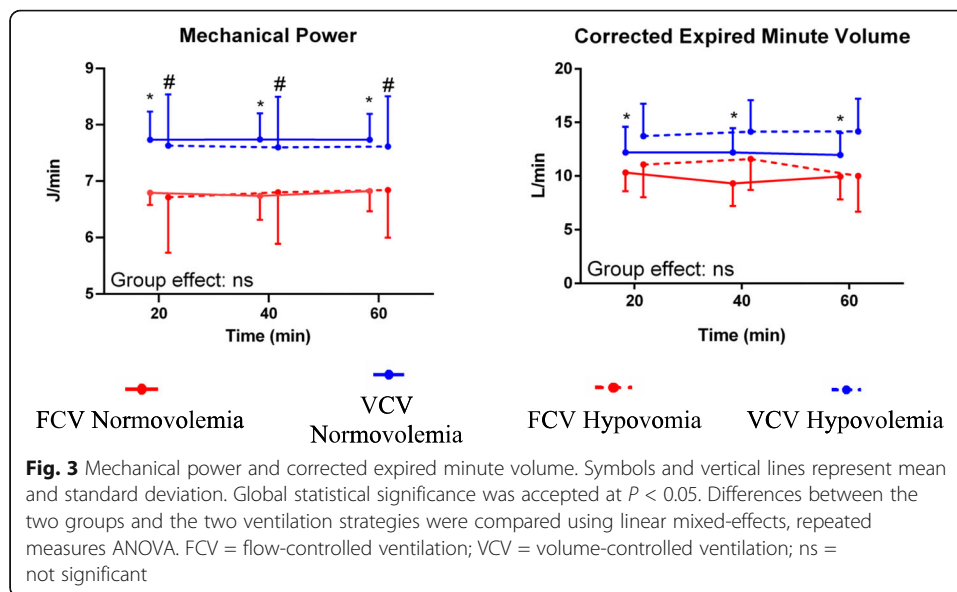 Mechanical Power
Corrected Expired Minute Volume
9
8
7
6
5
J/min
* # * # * #
Group effect: ns
20 40 60
Time (min)
20
15
10
5
0
L/min
* * *
Group effect: ns
20 40 60
Time (min)
FCV Normovolemia
VCV
Normovolemia
FCV Hypovomia
VCV Hypovolemia
Fig. 3 Mechanical power and corrected expired minute volume. Symbols and vertical lines represent mean
and standard deviation. Global statistical significance was accepted at P < 0.05. Differences between the
two groups and the two ventilation strategies were compared using linear mixed-effects, repeated
measures ANOVA. FCV = flow-controlled ventilation; VCV = volume-controlled ventilation; ns =
not significant